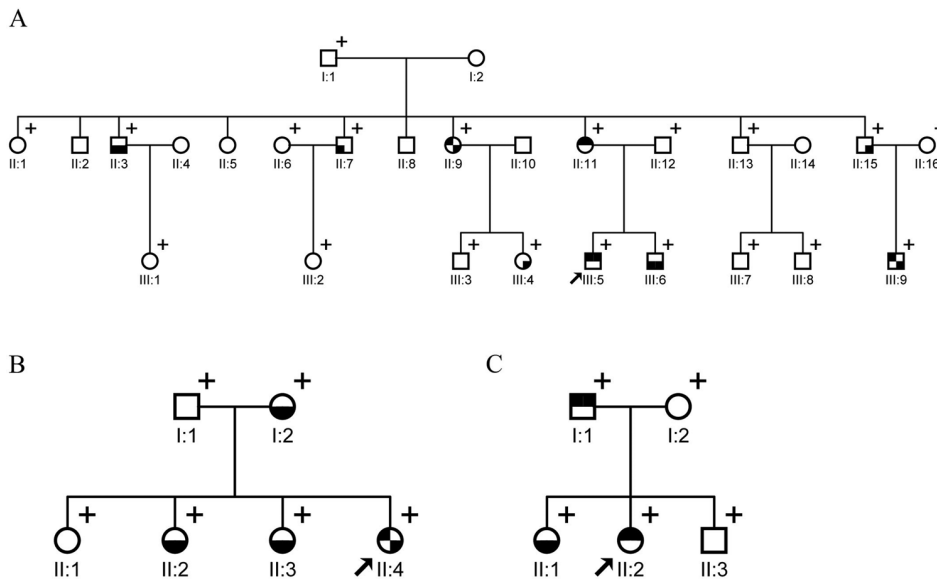 A
+
I:1 I:2
+ + + + + + + + +
II:1 II:2 II:3 II:4 II:5 II:6 II:7 II:8 II:9 II:10 II:11 II:12 II:13 II:14 II:15 II:16
+ + + + + + + + +
III:1 III:2 III:3 III:4 III:5 III:6 III:7 III:8 III:9
B
+ +
I:1 I:2
+ + + +
II:1 II:2 II:3 II:4
C
+ +
I:1 I:2
+ + +
II:1 II:2 II:3